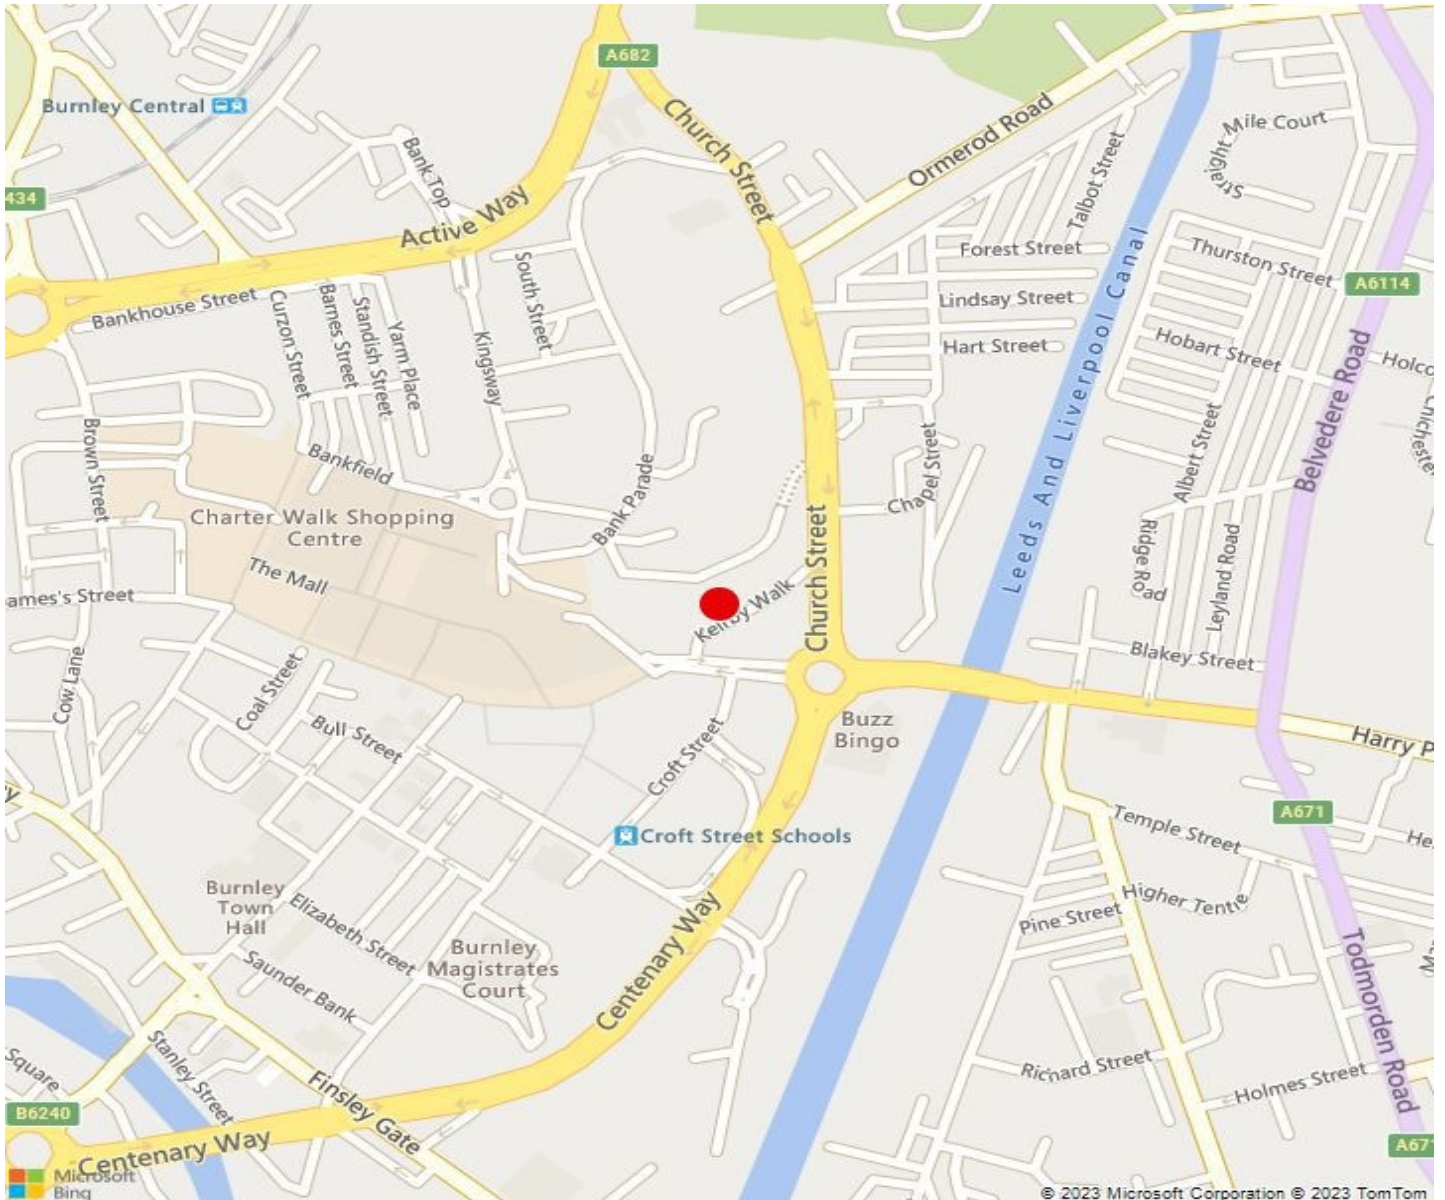 A682
Burnley Central
Church Street
Ormerod Road
Straight Mile Court
434
Bank Top
Talbot Street
Active Way
Forest Street
Thurston Street
A6114
South Street
Lindsay Street
Bankhouse Street
Curzon Street
Barnes Street
Standish Street
Yarm Place
Kingsway
Hart Street
Hobart Street
Holco
Leeds And Liverpool Canal
Belvedere Road
Chichester
Brown Street
Bankfield
Bank Parade
Chapel Street
Albert Street
Charter Walk Shopping
Centre
The Mall
Church Street
Ridge Road
Leyland Road
ames's Street
Walk
Blakey Street
Cow Lane
Coal Street
Bull Street
Croft Street
Buzz
Bingo
Harry P
y
A671
Temple Street
He
Croft Street Schools
Burnley
Town
Hall
Elizabeth Street
Higher Tente
Pine Street
Burnley
Magistrates
Court
Saunder Bank
Centenary Way
Todmorden Road
Square
Stanley Street
Richard Street
Holmes Street
Finsley Gate
B6240
Centenary Way
A671
Microsoft
Bing
© 2023 Microsoft Corporation © 2023 TomTom